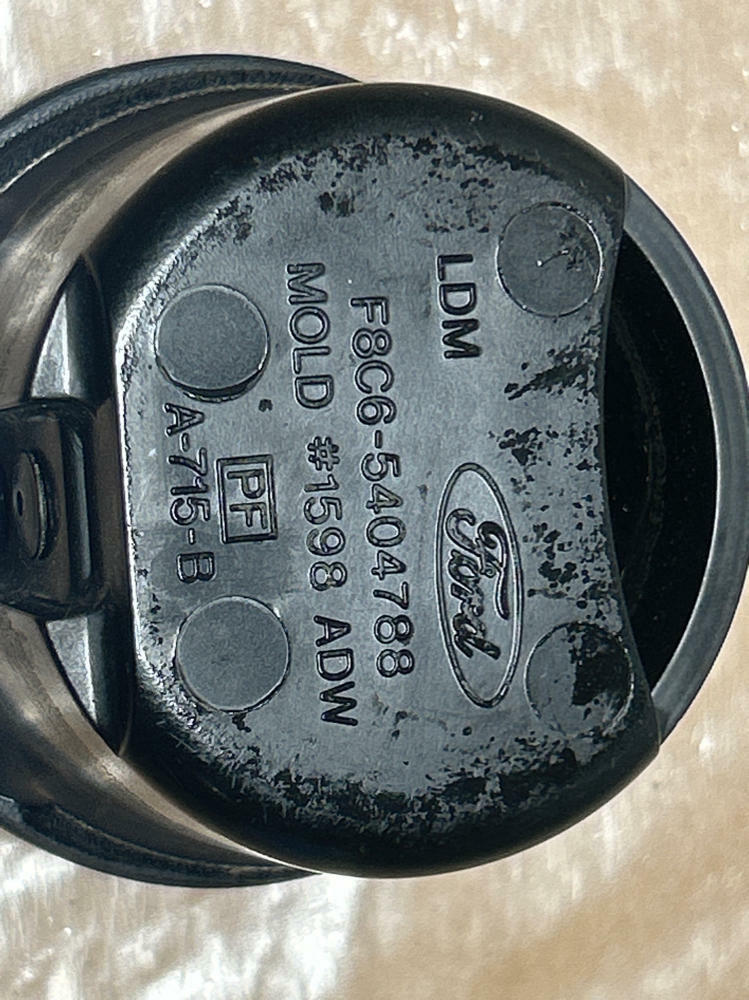 LDM
Ford
F8C6-5404788
MOLD #1598 ADW
PF
A-715-B